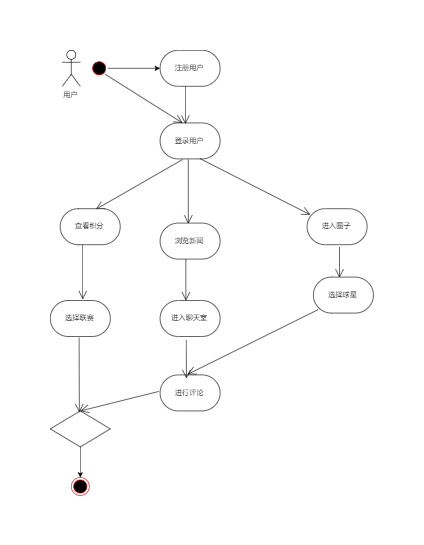 注册用户
用户
登录用户
查看积分
浏览新闻
进入圈子
选择球星
选择联赛
进入聊天室
进行评论